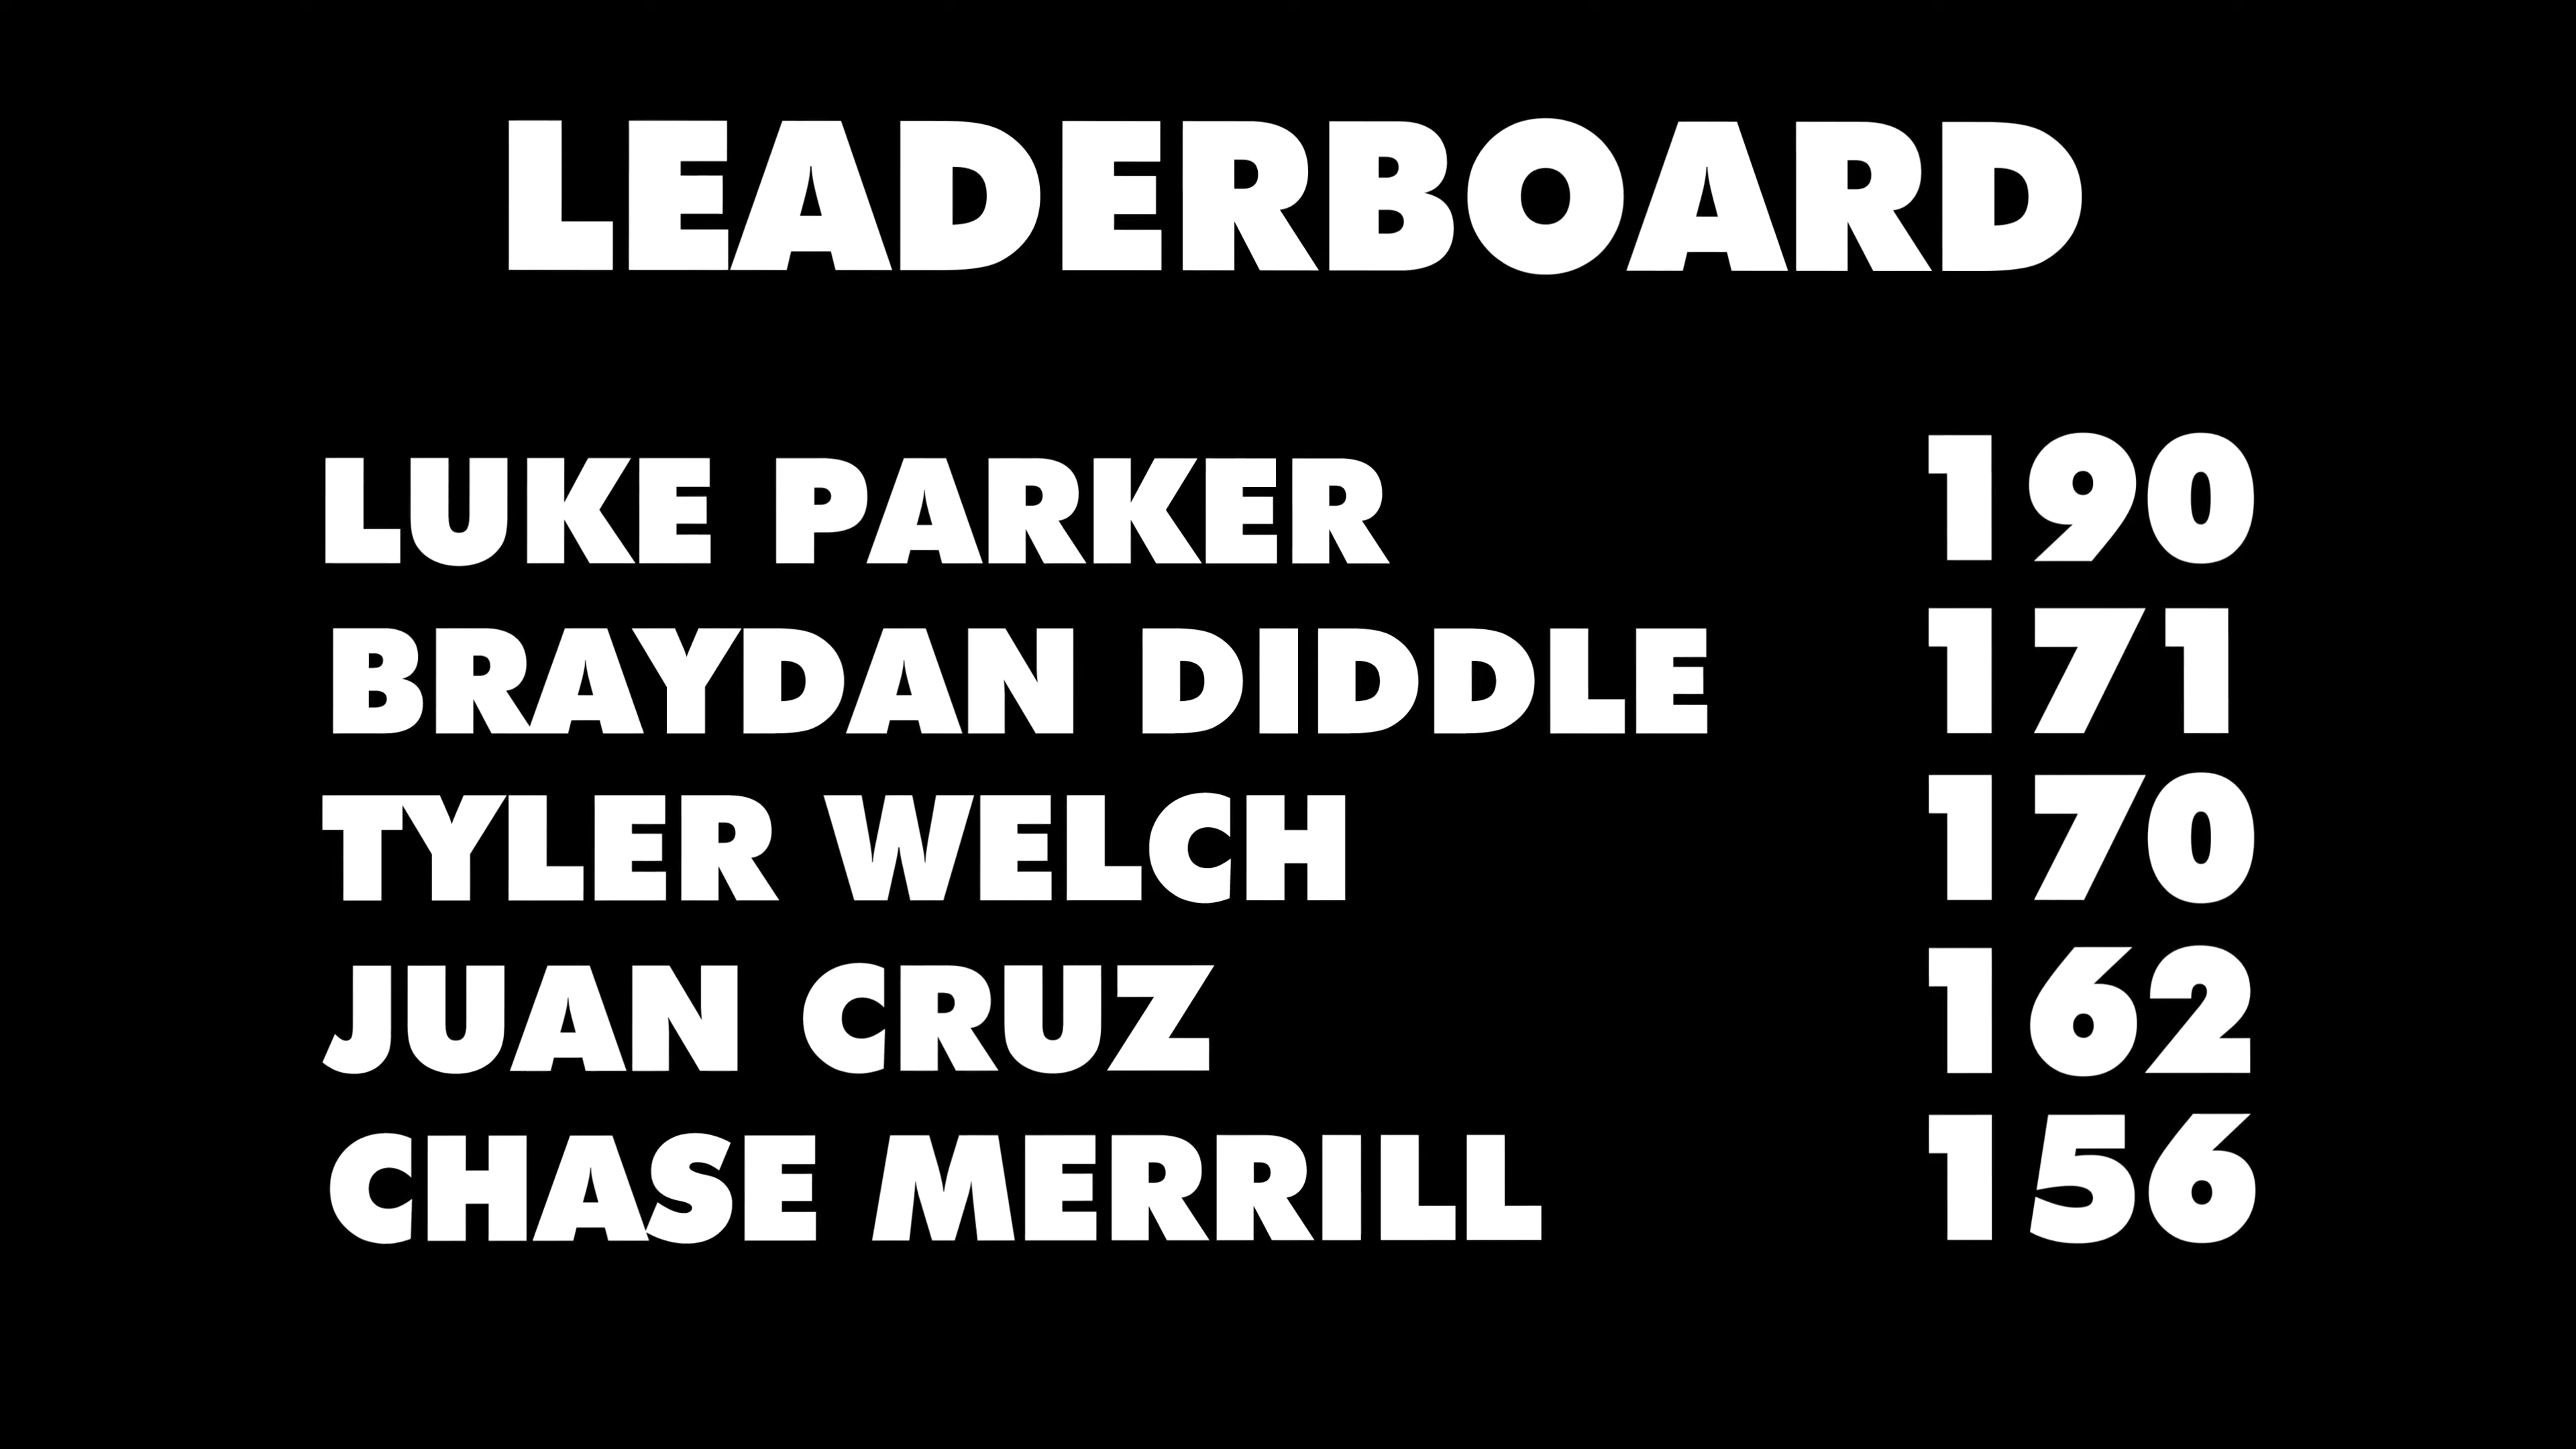 LEADERBOARD
LUKE PARKER 190
BRAYDAN DIDDLE 171
TYLER WELCH 170
JUAN CRUZ 162
CHASE MERRILL 156